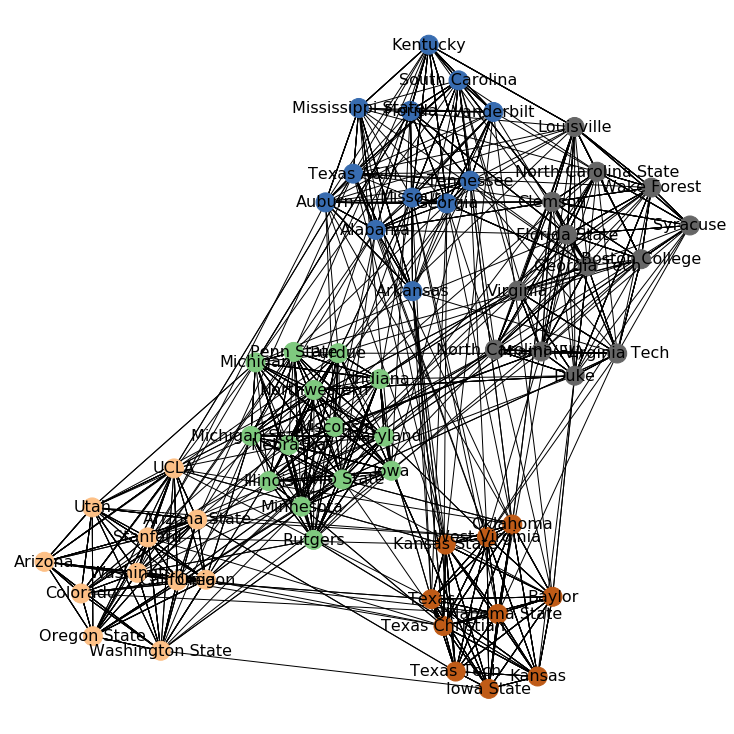 Kentucky
South Carolina
Mississippi State
Vanderbilt
Louisville
North Carolina State
Texas
Tennessee
Wake Forest
Auburn
Georgia
Clemson
Alabama
Syracuse
Florida State
Boston College
Georgia Tech
Arkansas
Virginia
Penn State
Purdue
North Carolina
Virginia Tech
Michigan
Indiana
Duke
Northwestern
Wisconsin
Michigan State
Maryland
Nebraska
UCLA
Iowa
Illinois
Ohio State
Utah
Minnesota
Arizona State
Oklahoma
Stanford
Rutgers
West Virginia
Kansas State
Arizona
Washington
Oregon
Colorado
Baylor
Texas
Texas Christian
Oregon State
Washington State
Texas Tech
Kansas
Iowa State